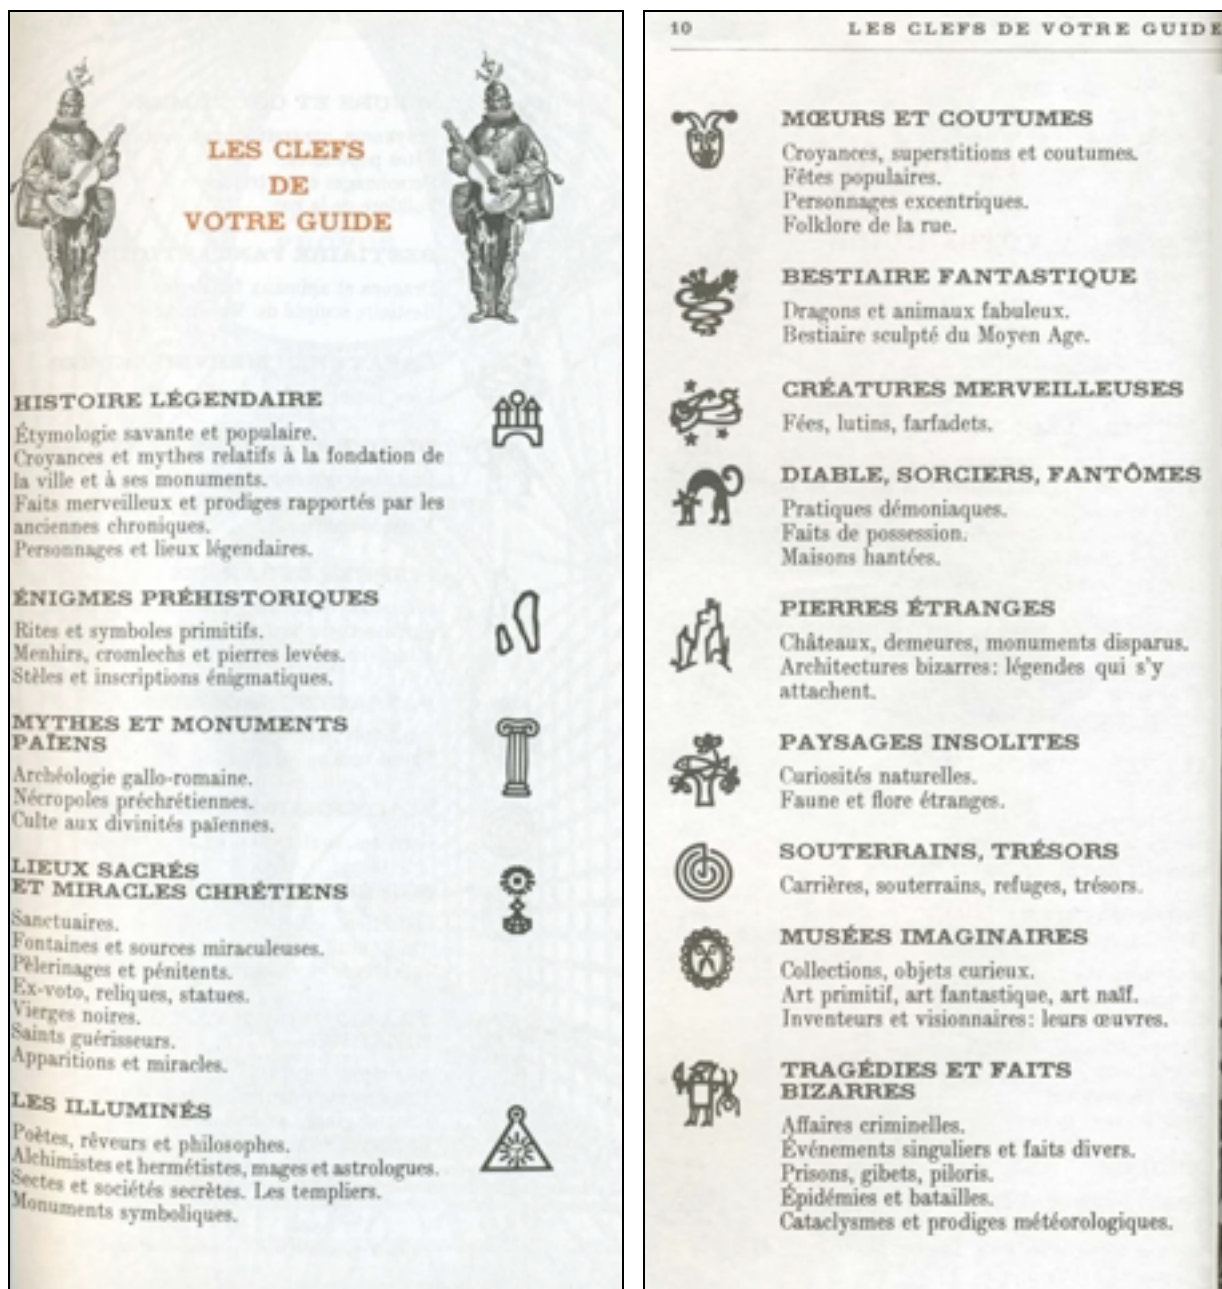 LES CLEFS
DE
VOTRE GUIDE
HISTOIRE LÉGENDAIRE
Étymologie savante et populaire.
Croyances et mythes relatifs à la fondation de
la ville et à ses monuments.
Faits merveilleux et prodiges rapportés par les
anciennes chroniques.
Personnages et lieux légendaires.
ÉNIGMES PRÉHISTORIQUES
Rites et symboles primitifs.
Menhirs, cromlechs et pierres levées.
Stèles et inscriptions énigmatiques.
MYTHES ET MONUMENTS
PAÏENS
Archéologie gallo-romaine.
Nécropoles préchrétiennes.
Culte aux divinités païennes.
LIEUX SACRÉS
ET MIRACLES CHRÉTIENS
Sanctuaires.
Fontaines et sources miraculeuses.
Pèlerinages et pénitents.
Ex-voto, reliques, statues.
Vierges noires.
Saints guérisseurs.
Apparitions et miracles.
LES ILLUMINÉS
Poètes, rêveurs et philosophes.
Alchimistes et hermétistes, mages et astrologues.
Sectes et sociétés secrètes. Les templiers.
Monuments symboliques.
10 LES CLEFS DE VOTRE GUIDE
MŒURS ET COUTUMES
Croyances, superstitions et coutumes.
Fêtes populaires.
Personnages excentriques.
Folklore de la rue.
BESTIAIRE FANTASTIQUE
Dragons et animaux fabuleux.
Bestiaire sculpté du Moyen Age.
CRÉATURES MERVEILLEUSES
Fées, lutins, farfadets.
DIABLE, SORCIERS, FANTÔMES
Pratiques démoniaques.
Faits de possession.
Maisons hantées.
PIERRES ÉTRANGES
Châteaux, demeures, monuments disparus.
Architectures bizarres: légendes qui s'y
attachent.
PAYSAGES INSOLITES
Curiosités naturelles.
Faune et flore étranges.
SOUTERRAINS, TRÉSORS
Carrières, souterrains, refuges, trésors.
MUSÉES IMAGINAIRES
Collections, objets curieux.
Art primitif, art fantastique, art naïf.
Inventeurs et visionnaires: leurs œuvres.
TRAGÉDIES ET FAITS
BIZARRES
Affaires criminelles.
Événements singuliers et faits divers.
Prisons, gibets, piloris.
Épidémies et batailles.
Cataclysmes et prodiges météorologiques.